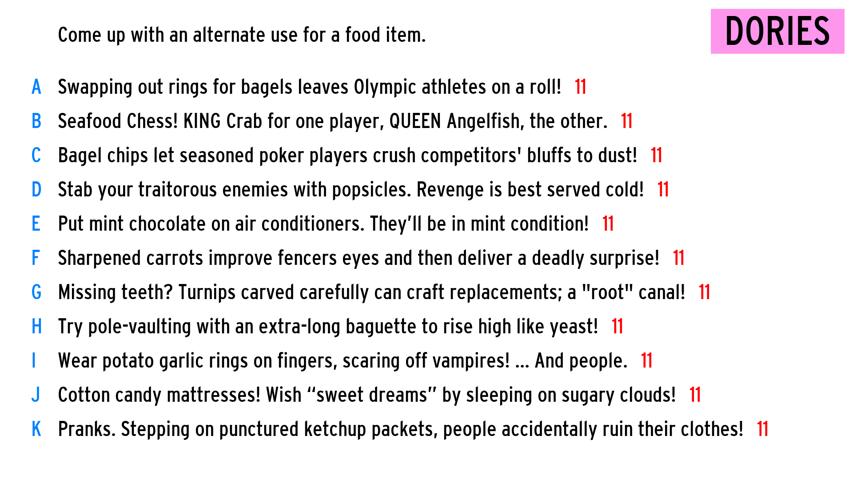 Come up with an alternate use for a food item.
DORIES
A Swapping out rings for bagels leaves Olympic athletes on a roll! 11
B Seafood Chess! KING Crab for one player, QUEEN Angelfish, the other. 11
C Bagel chips let seasoned poker players crush competitors' bluffs to dust! 11
D Stab your traitorous enemies with popsicles. Revenge is best served cold! 11
E Put mint chocolate on air conditioners. They’ll be in mint condition! 11
F Sharpened carrots improve fencers eyes and then deliver a deadly surprise! 11
G Missing teeth? Turnips carved carefully can craft replacements; a "root" canal! 11
H Try pole-vaulting with an extra-long baguette to rise high like yeast! 11
I Wear potato garlic rings on fingers, scaring off vampires! ... And people. 11
J Cotton candy mattresses! Wish “sweet dreams” by sleeping on sugary clouds! 11
K Pranks. Stepping on punctured ketchup packets, people accidentally ruin their clothes! 11